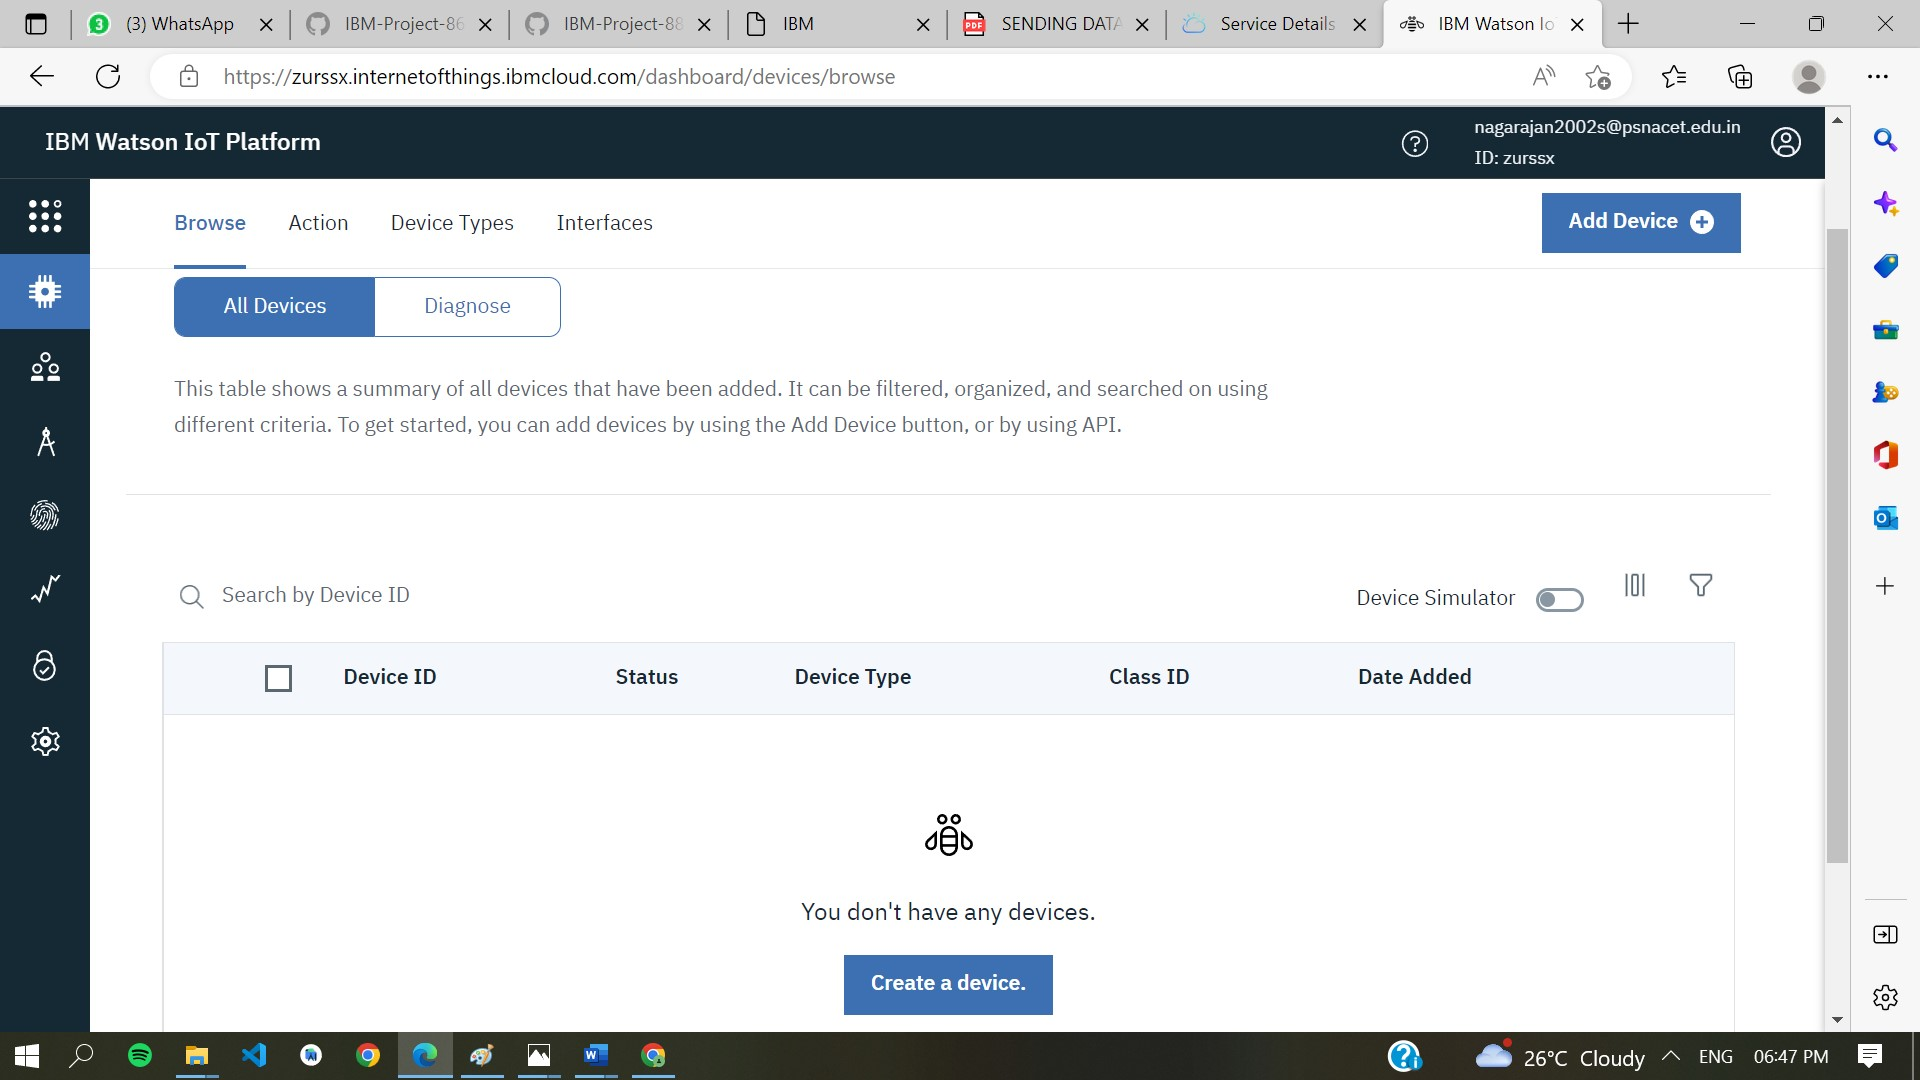 (3) WhatsApp
IBM-Project-86
IBM-Project-88
IBM
SENDING DATA
Service Details
IBM Watson Io
https://zurssx.internetofthings.ibmcloud.com/dashboard/devices/browse
IBM Watson IoT Platform
nagarajan2002s@psnacet.edu.in
ID: zurssx
Browse
Action
Device Types
Interfaces
Add Device
All Devices
Diagnose
This table shows a summary of all devices that have been added. It can be filtered, organized, and searched on using
different criteria. To get started, you can add devices by using the Add Device button, or by using API.
Search by Device ID
Device Simulator
Device ID
Status
Device Type
Class ID
Date Added
You don't have any devices.
Create a device.
26°C Cloudy
ENG
06:47 PM